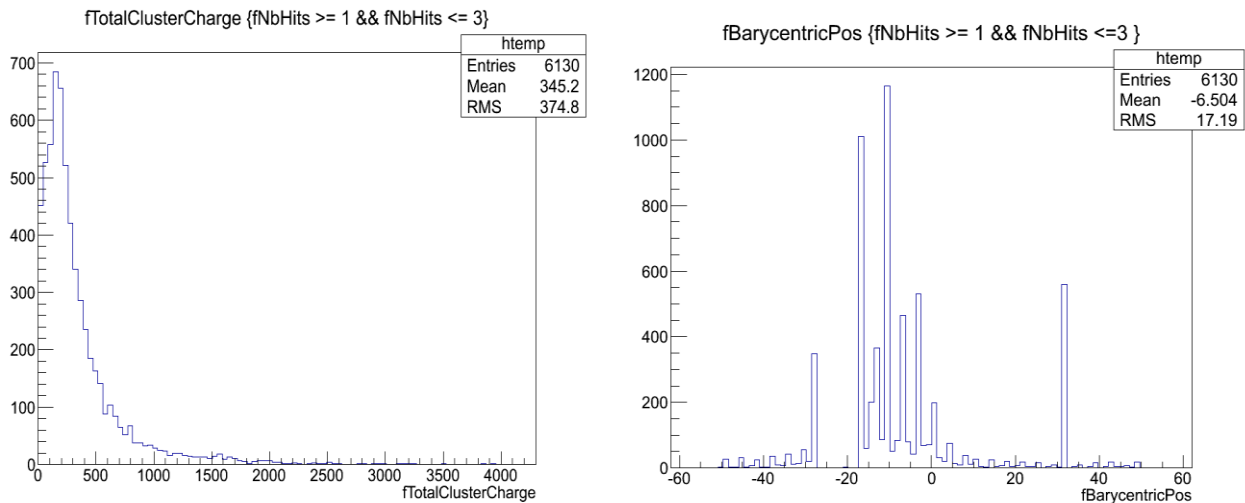 fTotalClusterCharge {fNbHits >= 1 && fNbHits <= 3}
htemp
Entries 6130
Mean 345.2
RMS 374.8
700
600
500
400
300
200
100
0
0 500 1000 1500 2000 2500 3000 3500 4000
fTotalClusterCharge
fBarycentricPos {fNbHits >= 1 && fNbHits <=3 }
htemp
Entries 6130
Mean -6.504
RMS 17.19
1200
1000
800
600
400
200
0
-60 -40 -20 0 20 40 60
fBarycentricPos